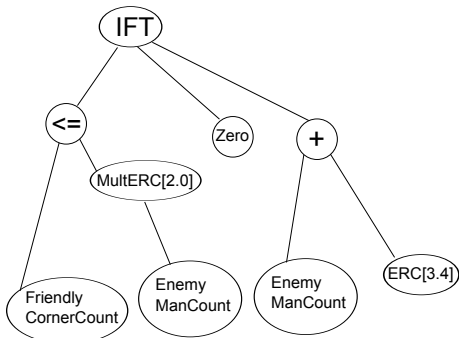 IFT
<=
Zero
+
MultERC[2.0]
Friendly
CornerCount
Enemy
ManCount
Enemy
ManCount
ERC[3.4]